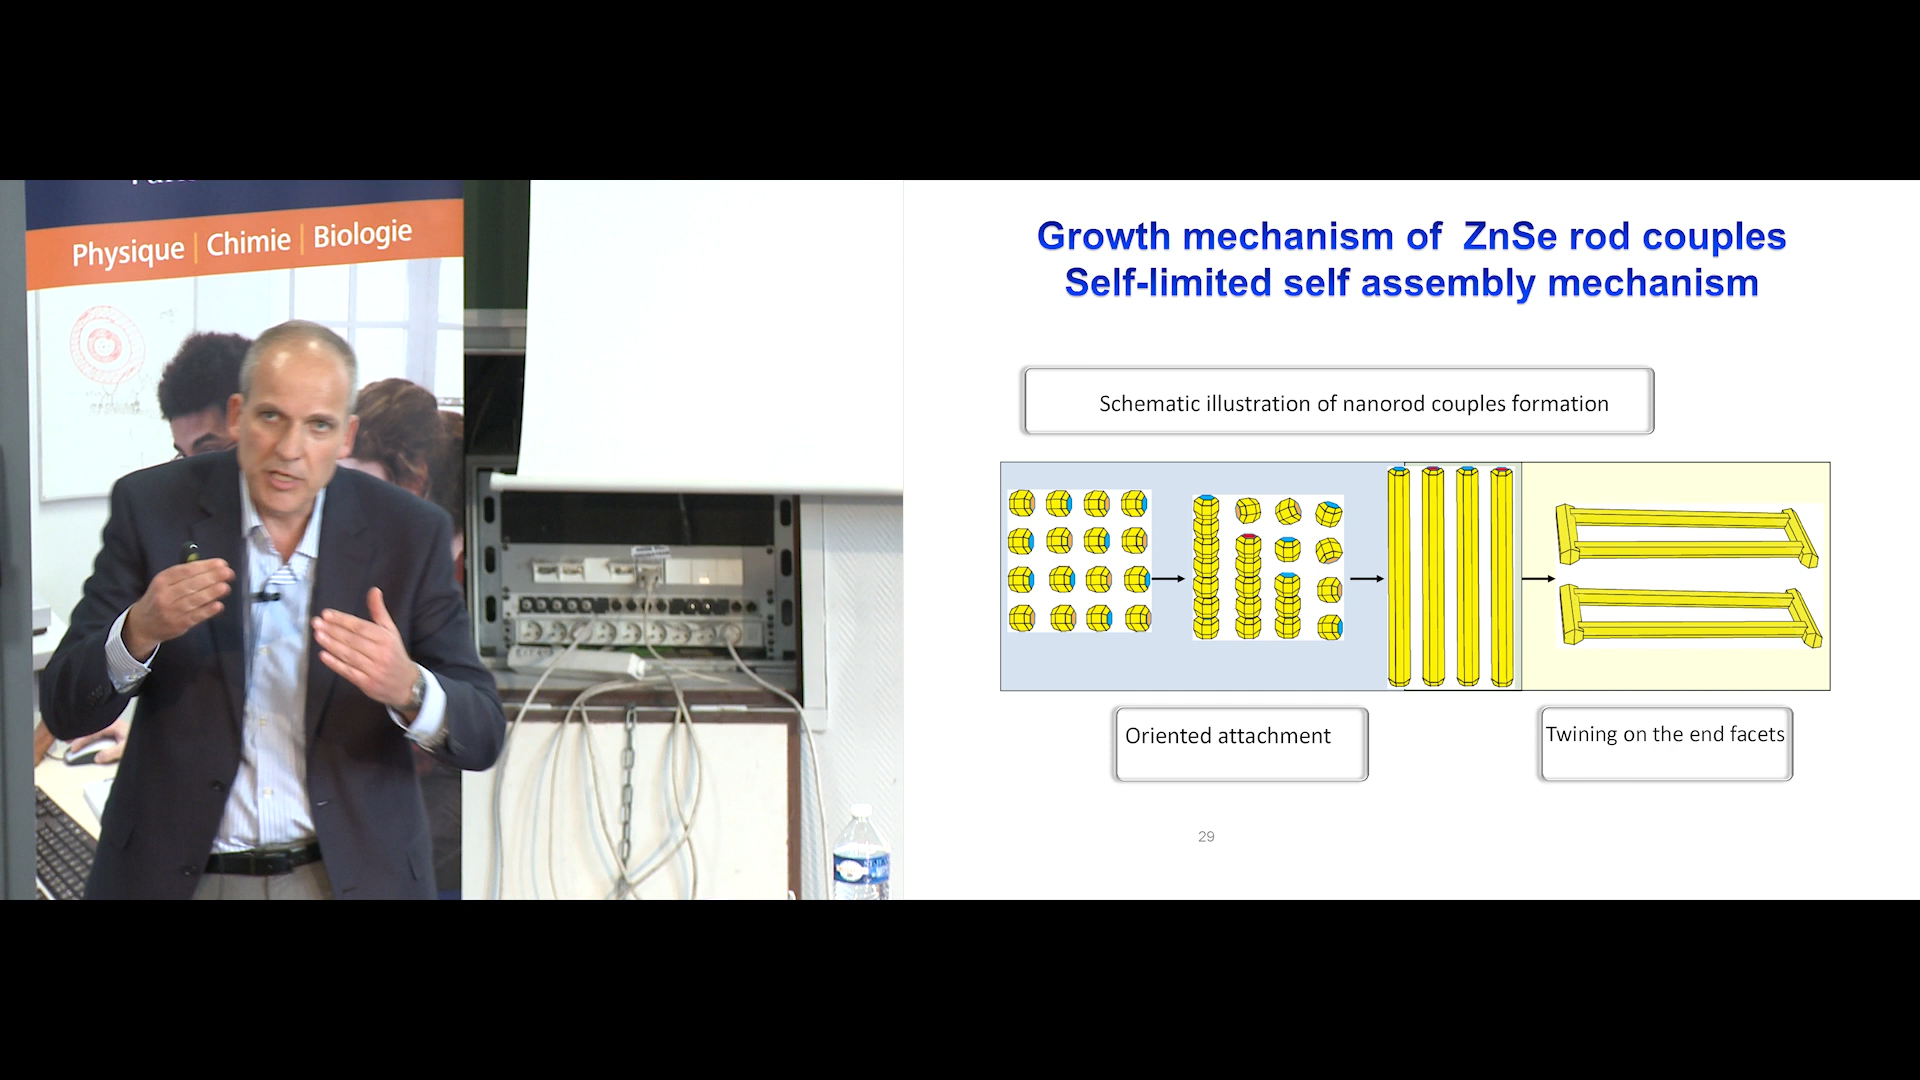 Physique | Chimie | Biologie
Growth mechanism of ZnSe rod couples
Self-limited self assembly mechanism
Schematic illustration of nanorod couples formation
Oriented attachment
Twining on the end facets
29